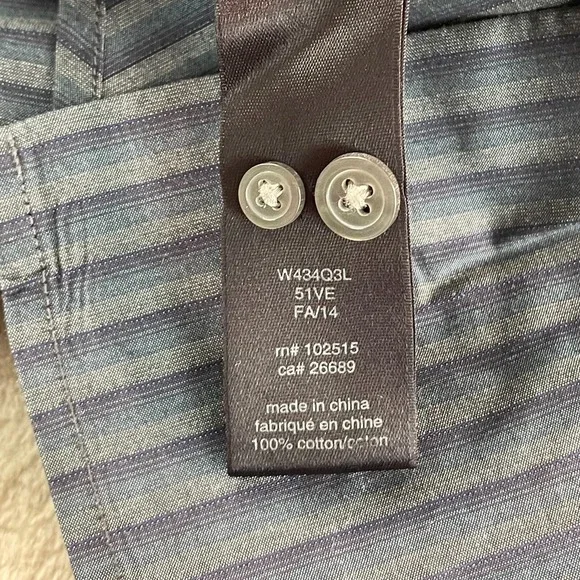 W434Q3L
51VE
FA/14
rn# 102515
ca# 26689
made in china
fabriqué en chine
100% cotton/coton